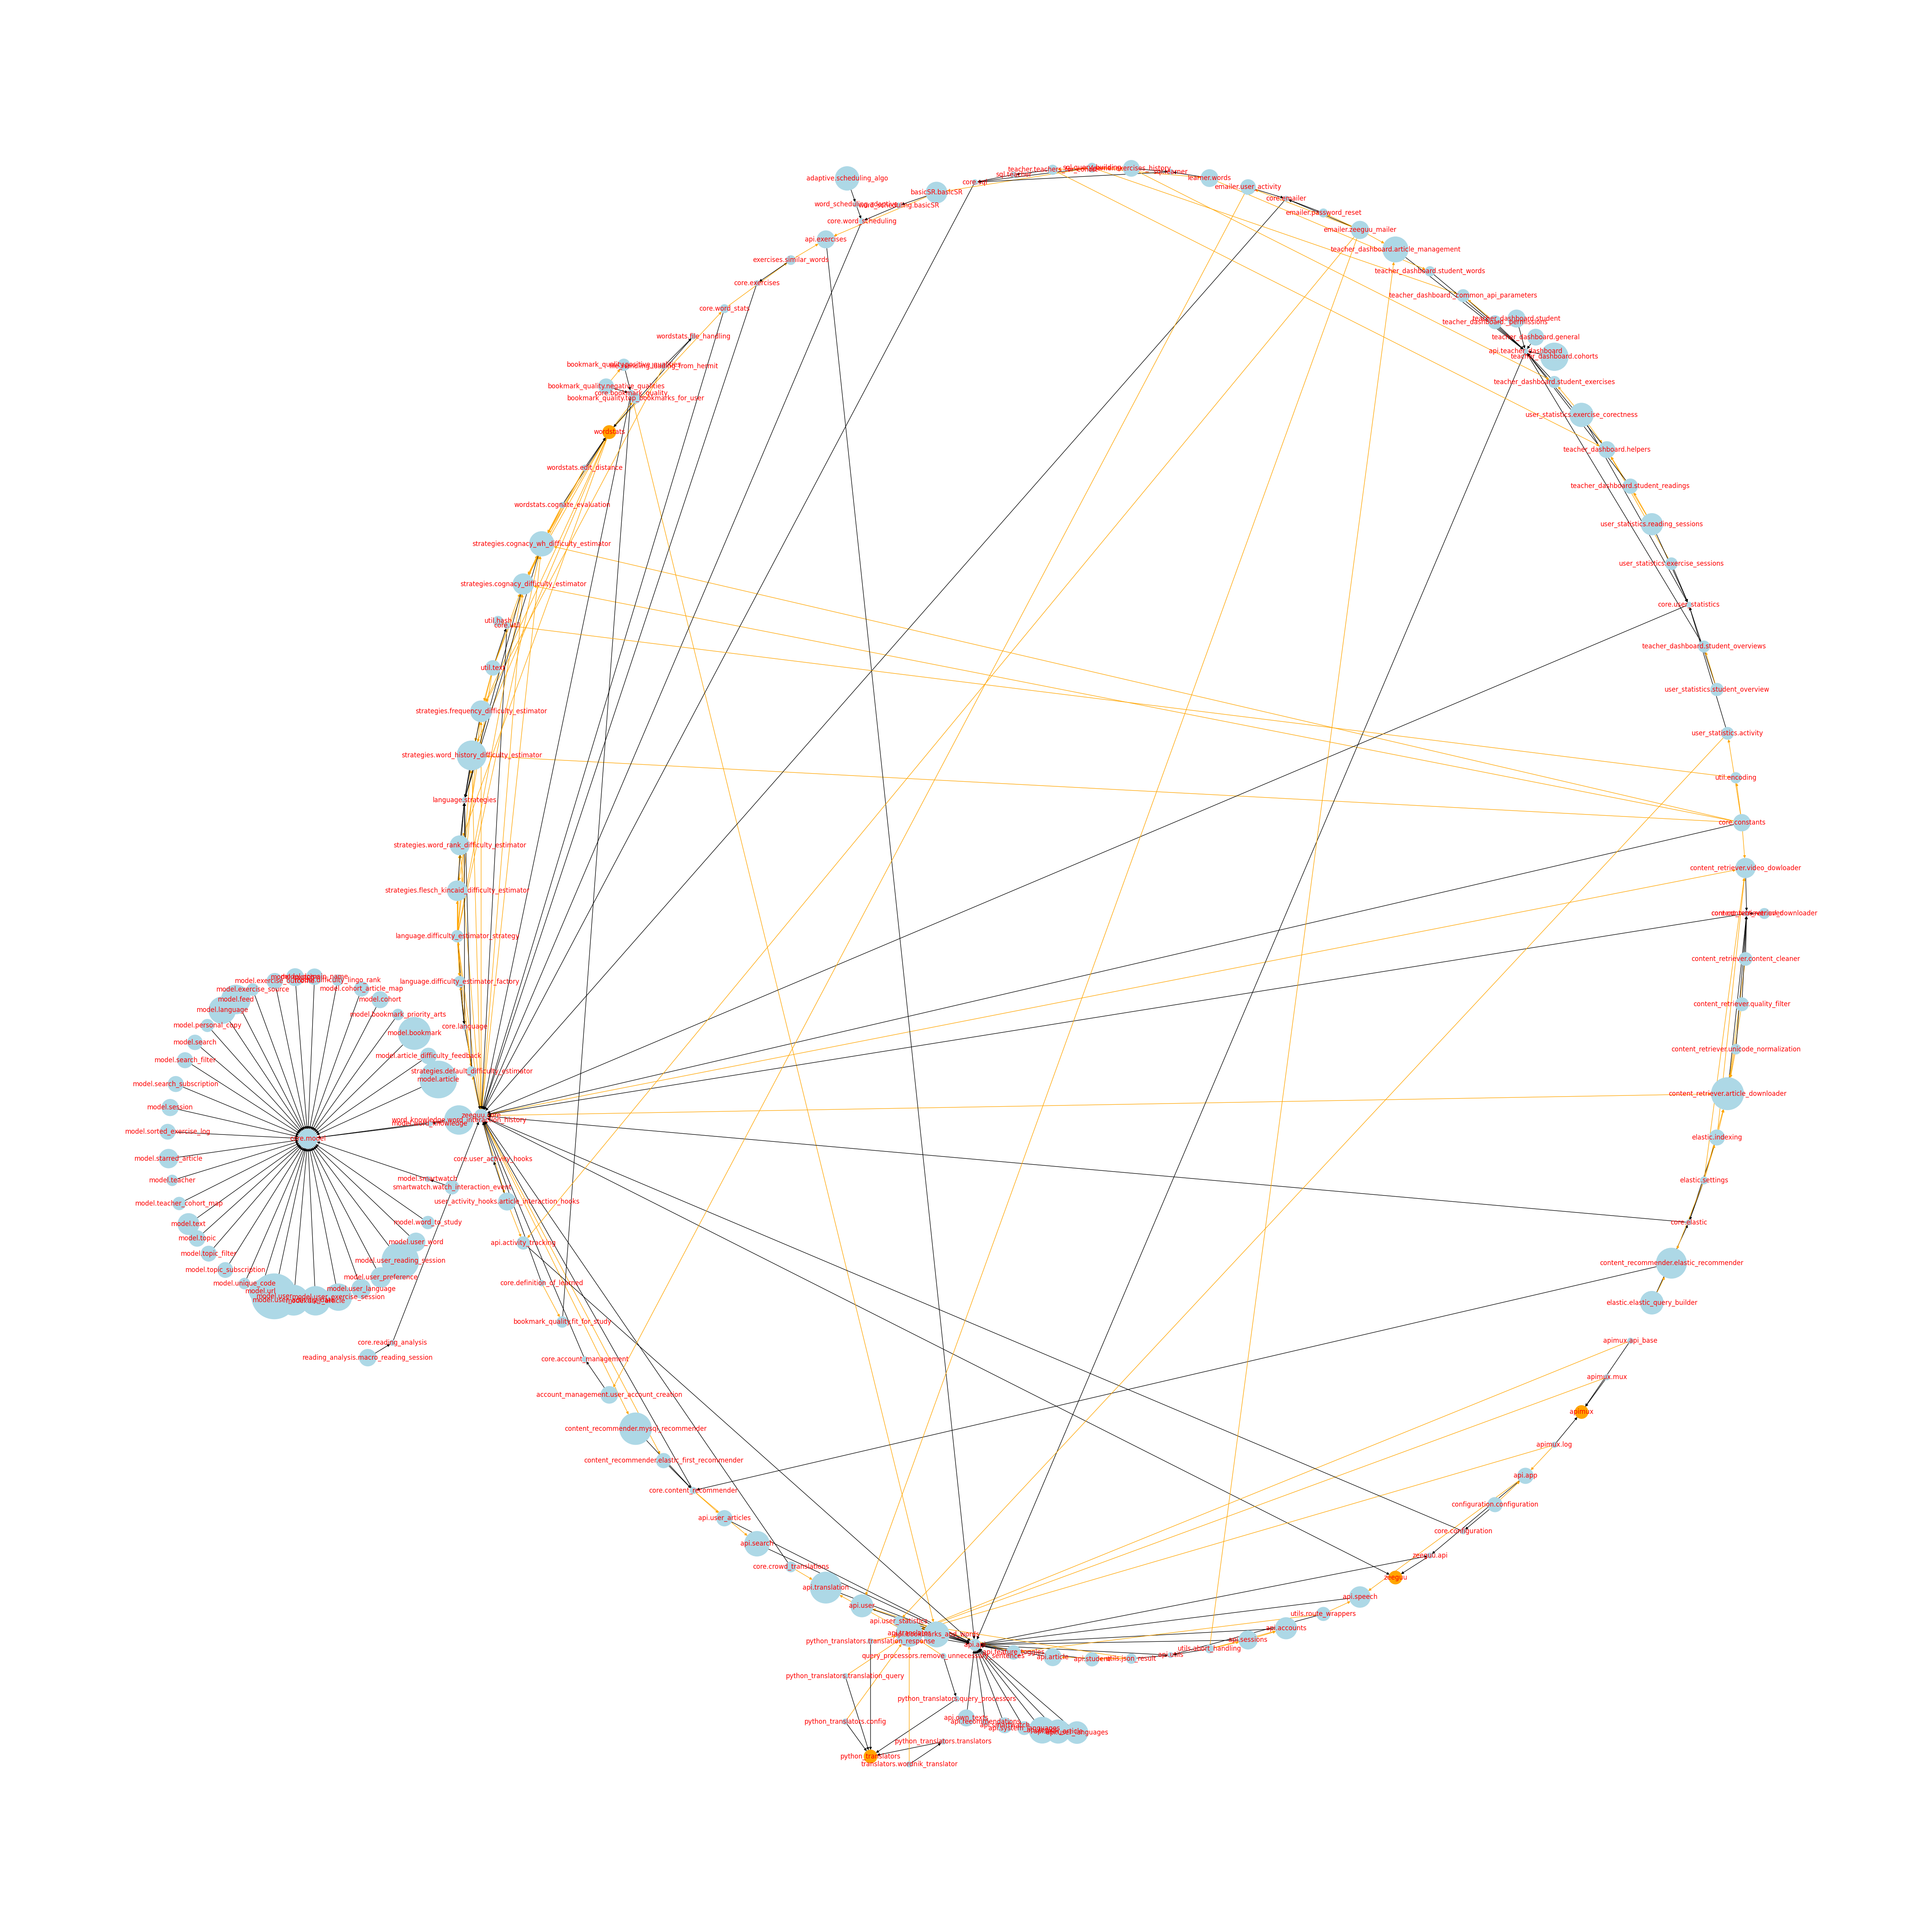 adaptive.scheduling_algo
basicSR.basicSR
core.sql
learner.words
emailer.user_activity
core.emailer
emailer.password_reset
emailer.zeeguu_mailer
core.word_scheduling
api.exercises
exercises.similar_words
core.exercises
core.word_stats
wordstats.file_handling
teacher_dashboard.article_management
teacher_dashboard.student_words
teacher_dashboard._common_api_parameters
teacher_dashboard.student
teacher_dashboard.general
api.teacher_dashboard
teacher_dashboard.cohorts
teacher_dashboard.student_exercises
bookmark_quality.negative_qualities
core.bookmark_quality
bookmark_quality.top_bookmarks_for_user
wordstats
wordstats.edit_distance
wordstats.cognate_evaluation
user_statistics.exercise_corectness
teacher_dashboard.helpers
teacher_dashboard.student_readings
user_statistics.reading_sessions
strategies.cognacy_wh_difficulty_estimator
user_statistics.exercise_sessions
strategies.cognacy_difficulty_estimator
core.user_statistics
util.hash
core.util
teacher_dashboard.student_overviews
util.text
user_statistics.student_overview
strategies.frequency_difficulty_estimator
user_statistics.activity
strategies.word_history_difficulty_estimator
util.encoding
language.strategies
core.constants
strategies.word_rank_difficulty_estimator
content_retriever.video_dowloader
strategies.flesch_kincaid_difficulty_estimator
language.difficulty_estimator_strategy
content_retriever.content_cleaner
language.difficulty_estimator_factory
content_retriever.quality_filter
core.language
content_retriever.unicode_normalization
strategies.default_difficulty_estimator
content_retriever.article_downloader
model.exercise_source
model.cohort_article_map
model.feed
model.cohort
model.language
model.bookmark_priority_arts
model.personal_copy
model.bookmark
model.search
model.article_difficulty_feedback
model.search_filter
model.article
model.search_subscription
model.session
zeeguu.core
word_knowledge.word_interaction_history
model.word_knowledge
model.sorted_exercise_log
core.model
elastic.indexing
model.starred_article
core.user_activity_hooks
model.teacher
model.smartwatch
smartwatch.watch_interaction_event
elastic.settings
model.teacher_cohort_map
user_activity_hooks.article_interaction_hooks
model.text
model.word_to_study
core.elastic
model.topic
model.user_word
api.activity_tracking
model.topic_filter
model.user_reading_session
content_recommender.elastic_recommender
model.topic_subscription
model.user_preference
core.definition_of_learned
model.unique_code
model.user_language
model.url
model.user_exercise_session
elastic.elastic_query_builder
bookmark_quality.fit_for_study
core.reading_analysis
reading_analysis.macro_reading_session
apimux.api_base
core.account_management
apimux.mux
account_management.user_account_creation
apimux
content_recommender.mysql_recommender
apimux.log
content_recommender.elastic_first_recommender
api.app
core.content_recommender
configuration.configuration
api.user_articles
core.configuration
api.search
zeeguu.api
core.crowd_translations
zeeguu
api.translation
api.speech
api.user
utils.route_wrappers
api.user_statistics
api.accounts
python_translators.translation_response
api.sessions
utils.abort_handling
query_processors.remove_unnecessary_sentences
api.feature_toggles
api.article
api.student
utils.json_result
api.utils
python_translators.translation_query
python_translators.query_processors
api.own_texts
python_translators.config
api.recommendations
python_translators.translators
python_translators
translators.wordnik_translator